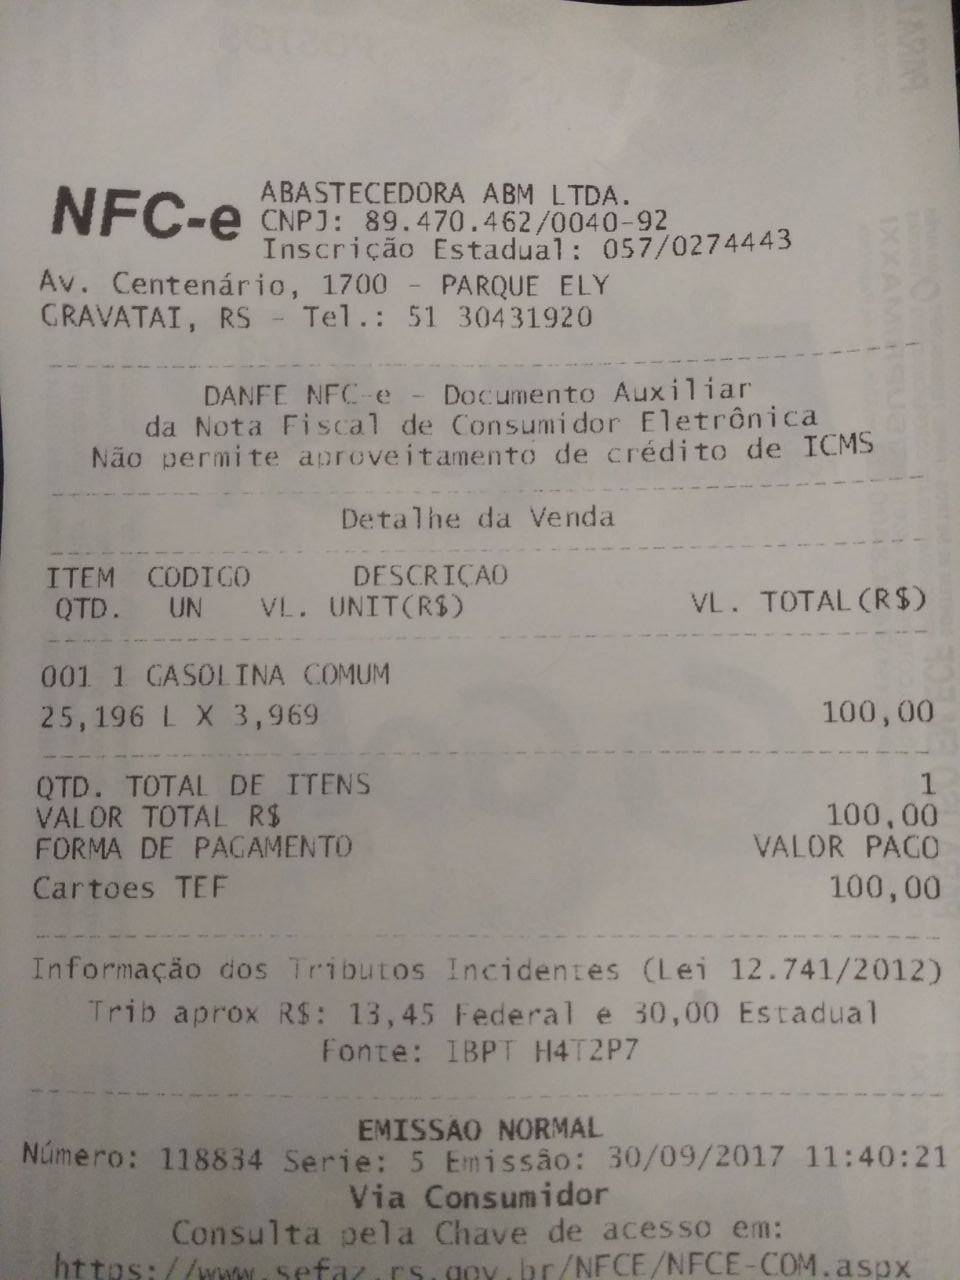 NFC-e
ABASTECEDORA ABM LTDA.
CNPJ: 89.470.462/0040-92
Inscrição Estadual: 057/0274443
Av. Centenário, 1700 - PARQUE ELY
GRAVATAI, RS - Tel.: 51 30431920
DANFE NFC-e - Documento Auxiliar
da Nota Fiscal de Consumidor Eletrônica
Não permite aproveitamento de crédito de ICMS
Detalhe da Venda
ITEM CODIGO DESCRIÇAO
QTD. UN VL. UNIT(R$) VL. TOTAL(R$)
001 1 GASOLINA COMUM
25,196 L X 3,969 100,00
QTD. TOTAL DE ITENS 1
VALOR TOTAL R$ 100,00
FORMA DE PAGAMENTO VALOR PAGO
Cartoes TEF 100,00
Informação dos Tributos Incidentes (Lei 12.741/2012)
Trib aprox R$: 13,45 Federal e 30,00 Estadual
Fonte: IBPT H4T2P7
EMISSÃO NORMAL
Número: 118834 Serie: 5 Emissão: 30/09/2017 11:40:21
Via Consumidor
Consulta pela Chave de acesso em:
https://www.sefaz.rs.gov.br/NFCE/NFCE-COM.aspx